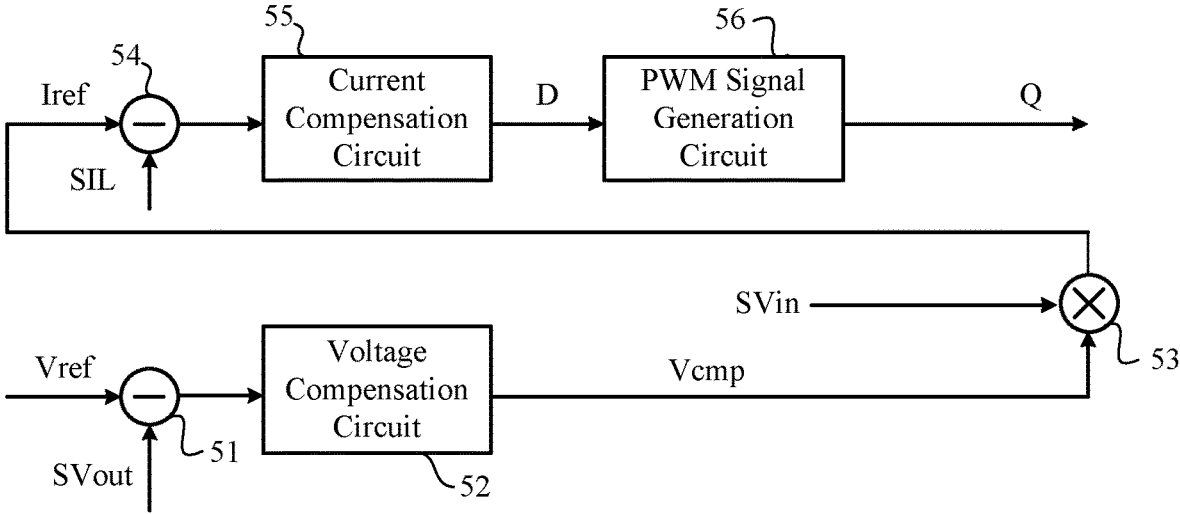 55
56
54
Iref
Current
Compensation
Circuit
D
PWM Signal
Generation
Circuit
Q
SIL
SVin
53
Vref
Voltage
Compensation
Circuit
Vcmp
51
SVout
52